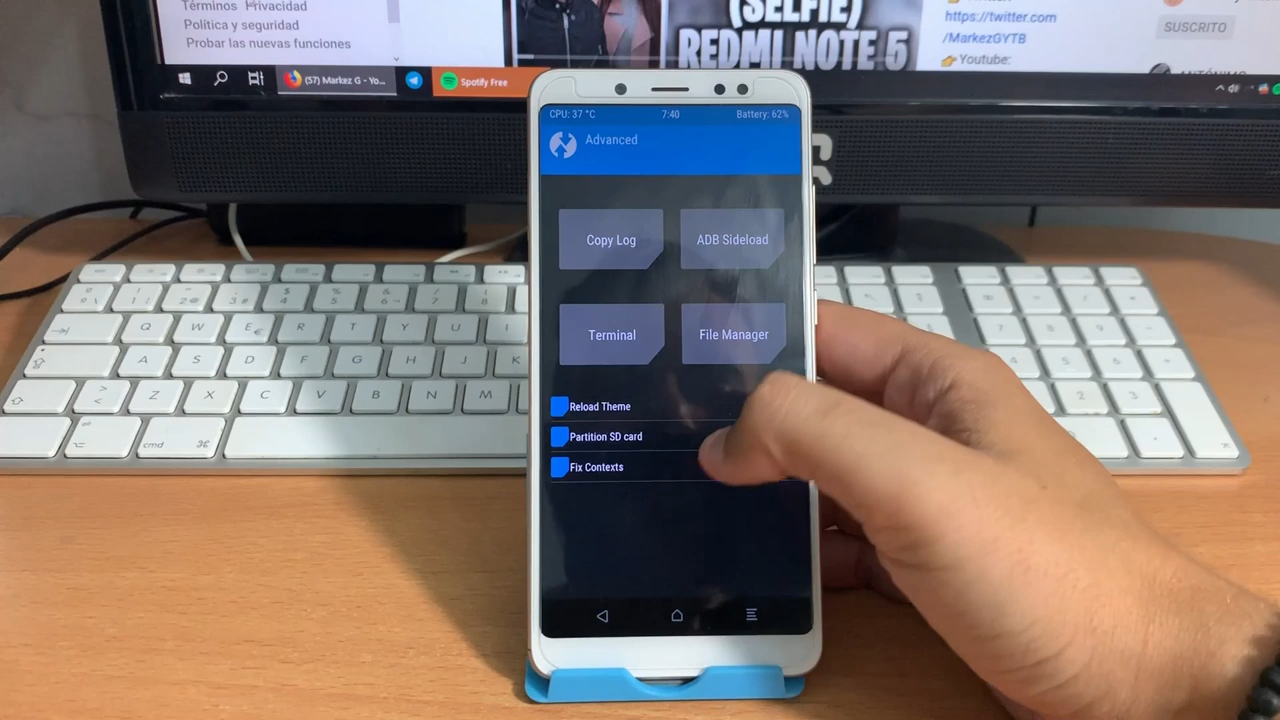 Términos Privacidad
Política y seguridad
Probar las nuevas funciones
(SELFIE)
REDMI NOTE 5
https://twitter.com
/MarkezGYTB
Youtube:
SUSCRITO
ANTÓNIMO
(57) Markez G - Yo...
Spotify Free
CPU: 37 °C
7:40
Battery: 62%
Advanced
Copy Log
ADB Sideload
Terminal
File Manager
Reload Theme
Partition SD card
Fix Contexts
Q W E€ R T Y U I
A S D F G H J K
Z X C V B N M
cmd